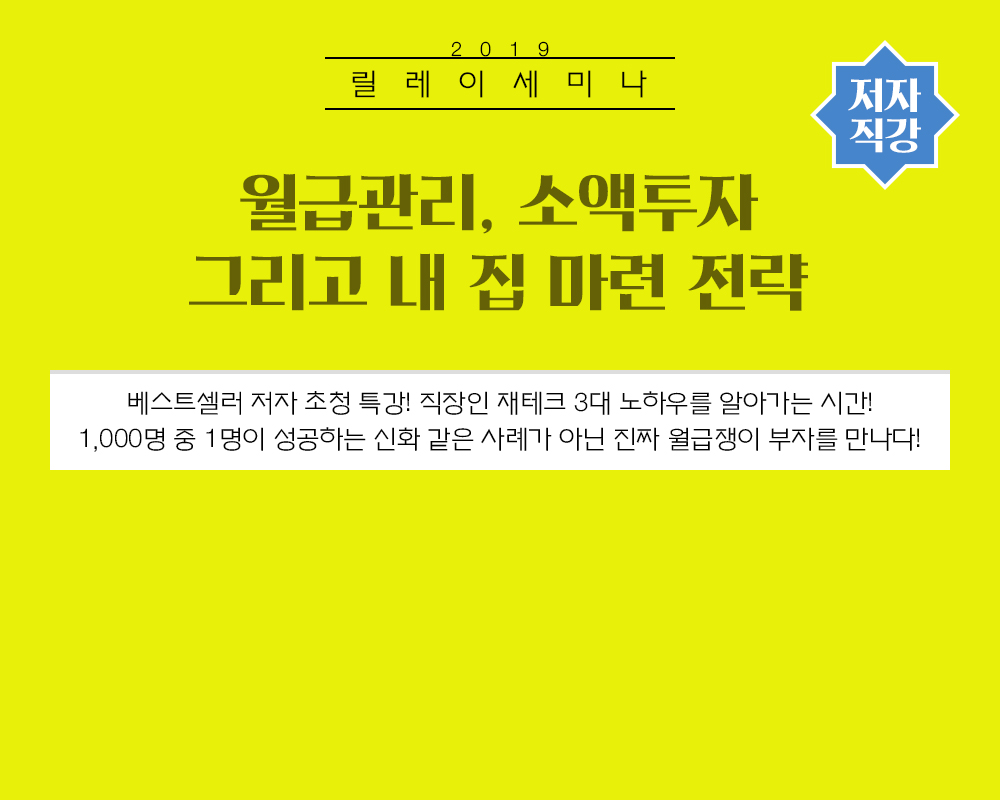 2019
릴레이세미나
저자
직강
월급관리, 소액투자
그리고 내 집 마련 전략
베스트셀러 저자 초청 특강! 직장인 재테크 3대 노하우를 알아가는 시간!
1,000명 중 1명이 성공하는 신화 같은 사례가 아닌 진짜 월급쟁이 부자를 만나다!